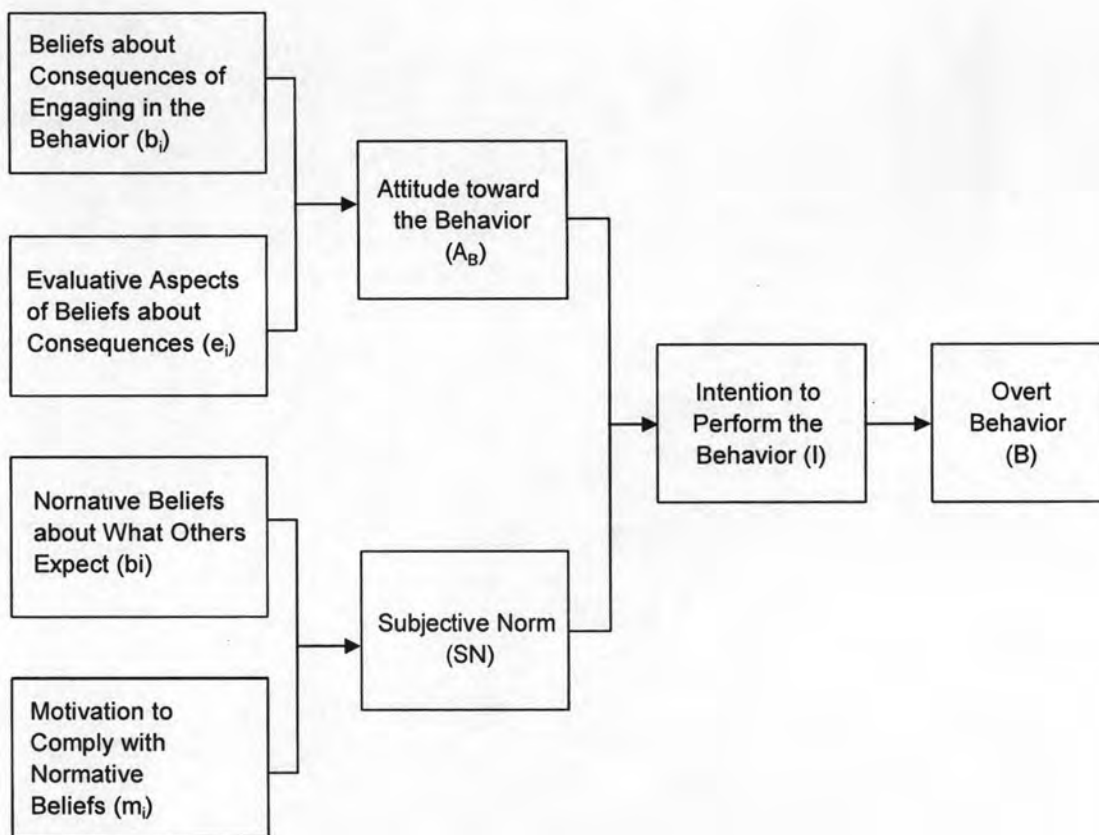 Beliefs about
Consequences of
Engaging in the
Behavior (bᵢ)
Evaluative Aspects
of Beliefs about
Consequences (eᵢ)
Attitude toward
the Behavior
(A_B)
Nornative Beliefs
about What Others
Expect (bi)
Motivation to
Comply with
Normative
Beliefs (mᵢ)
Subjective Norm
(SN)
Intention to
Perform the
Behavior (I)
Overt
Behavior
(B)